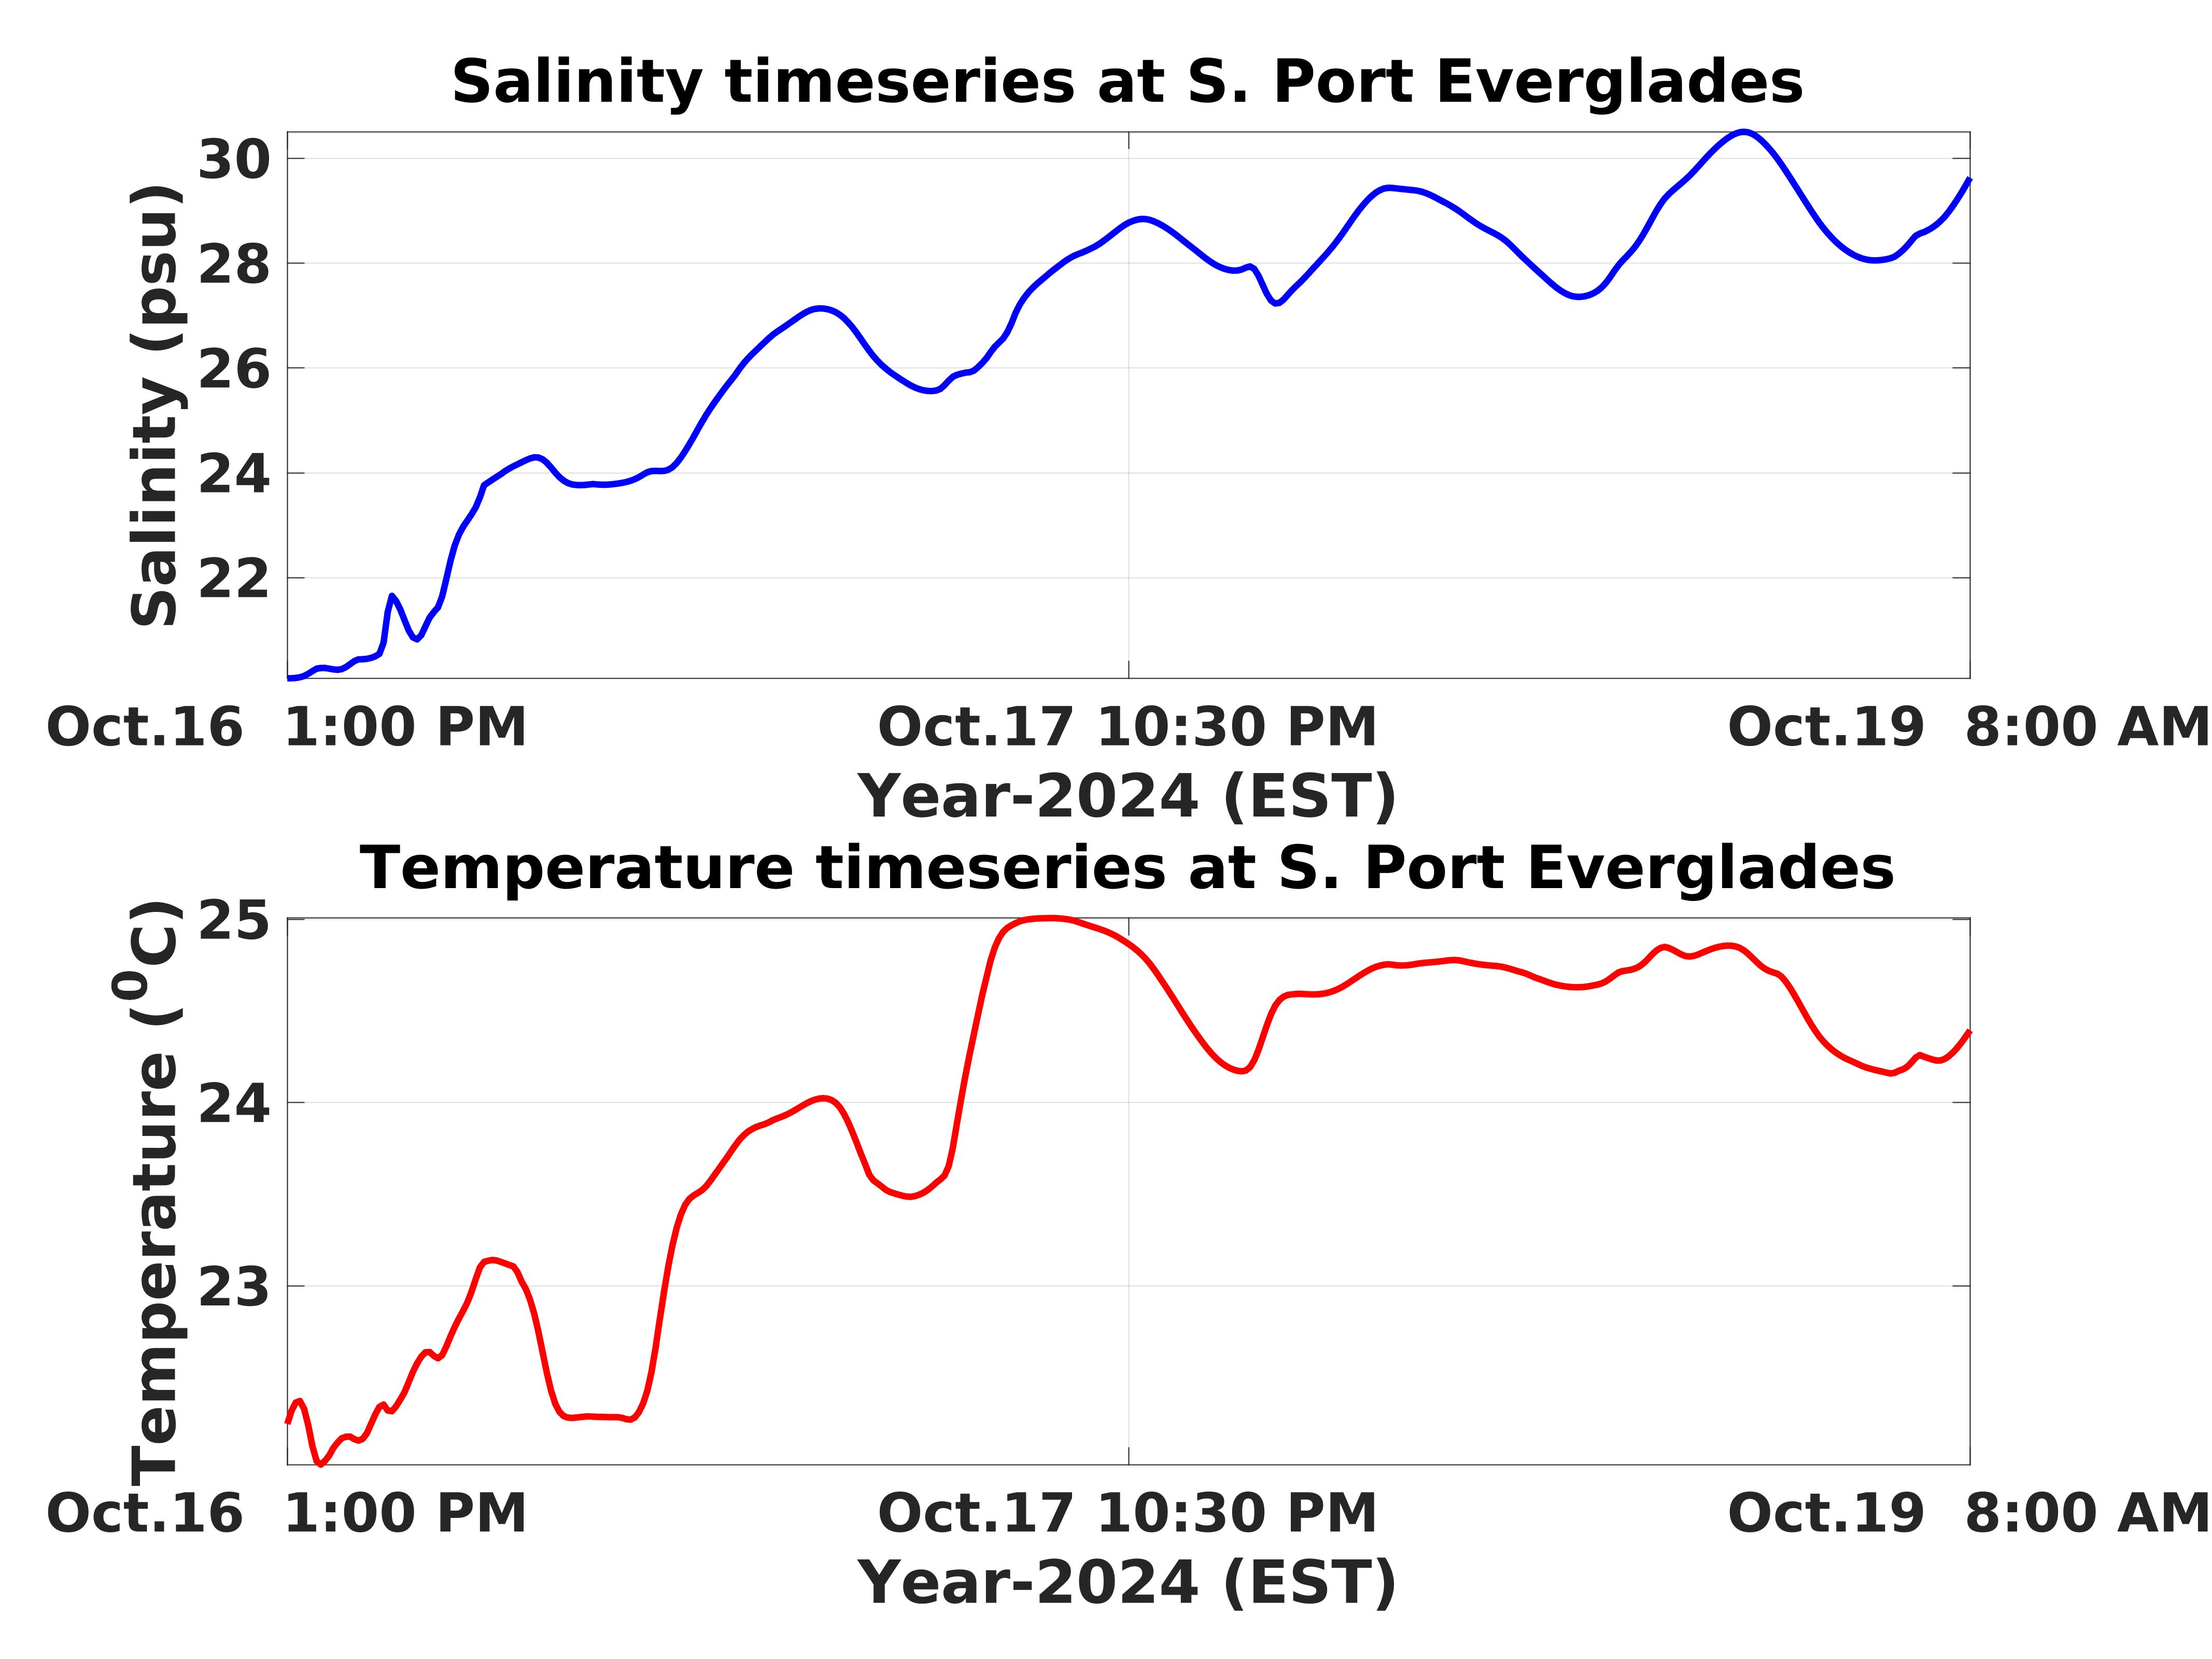 Salinity timeseries at S. Port Everglades
Salinity (psu)
30
28
26
24
22
Oct.16  1:00 PM
Oct.17 10:30 PM
Oct.19  8:00 AM
Year-2024 (EST)
Temperature timeseries at S. Port Everglades
Temperature (⁰C)
25
24
23
Oct.16  1:00 PM
Oct.17 10:30 PM
Oct.19  8:00 AM
Year-2024 (EST)